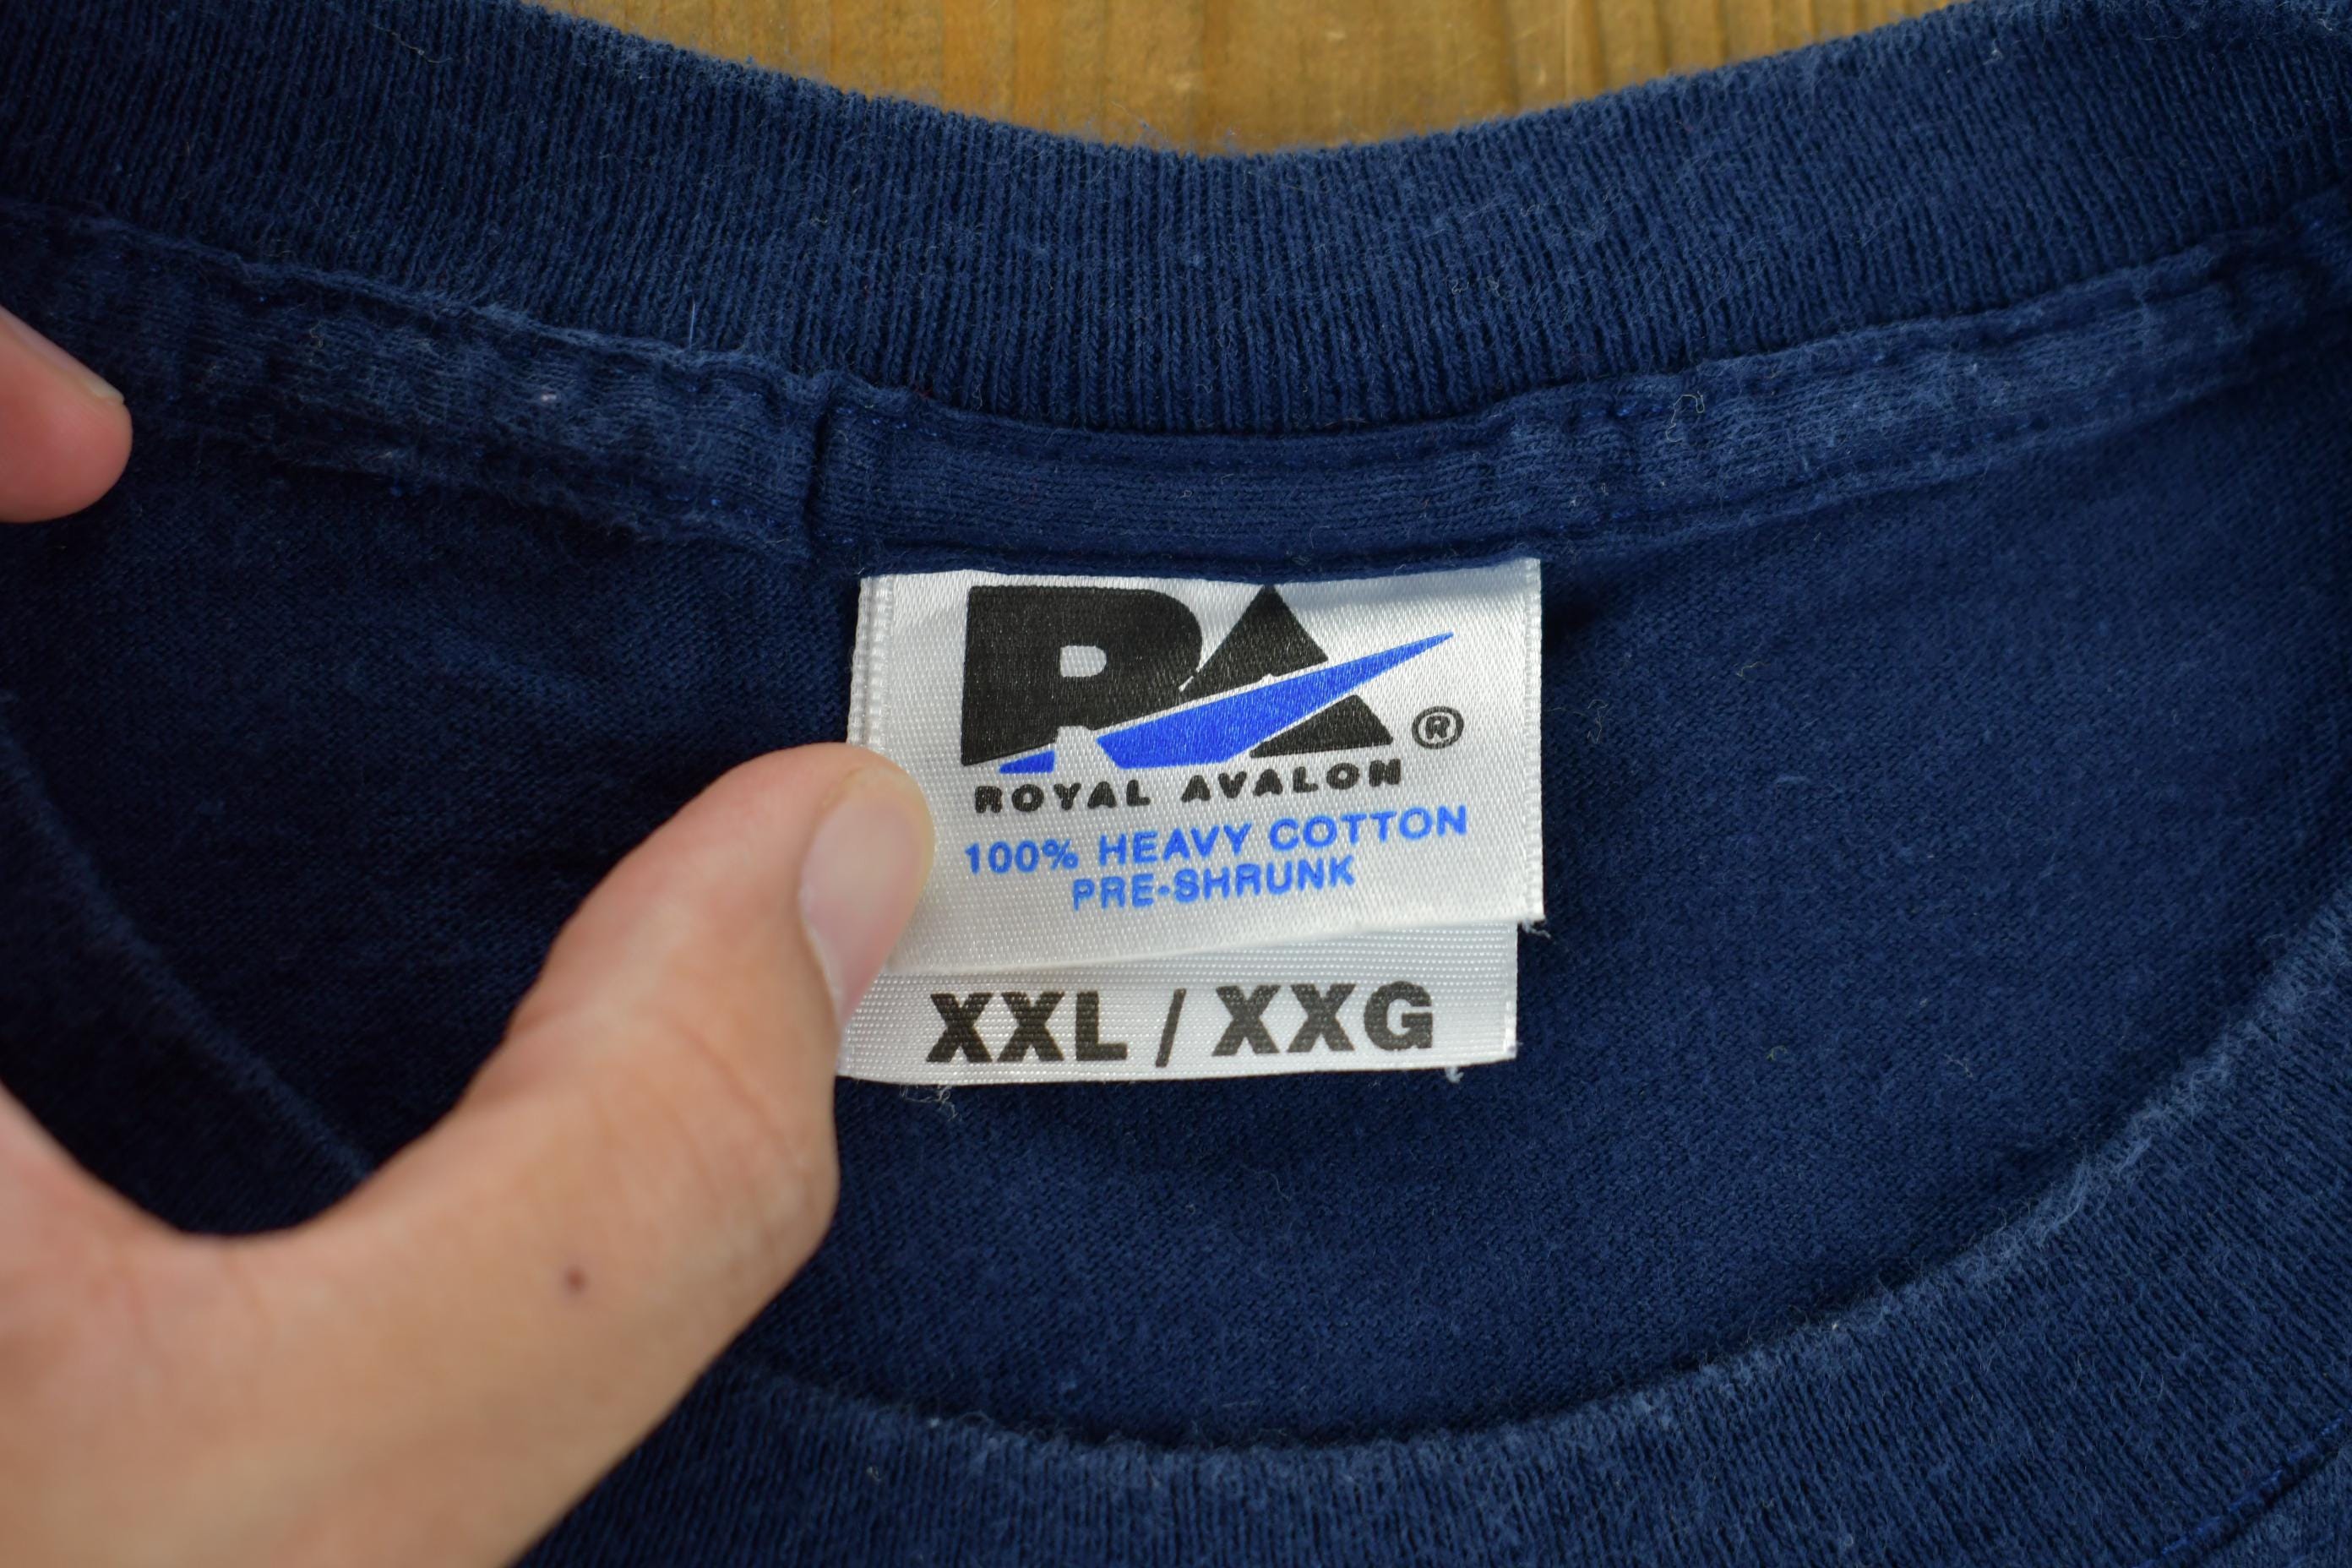 RA ®
ROYAL AVALON
100% HEAVY COTTON
PRE-SHRUNK
XXL / XXG